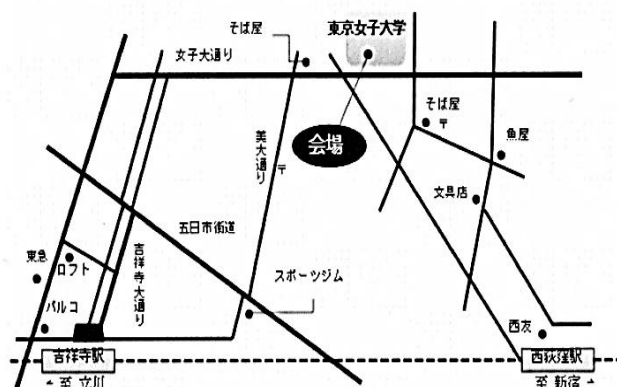 そば屋
東京女子大学
女子大通り
そば屋
〒
会場
魚屋
美大通り
〒
文具店
五日市街道
吉祥寺大通り
東急
ロフト
スポーツジム
パルコ
西友
吉祥寺駅
西荻窪駅
← 至 立川
至 新宿 →